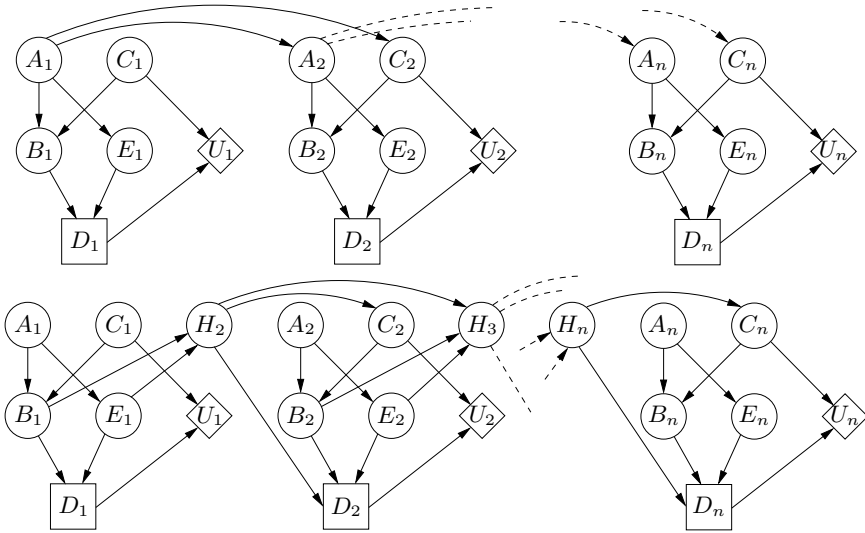 A₁ C₁ A₂ C₂ Aₙ Cₙ
B₁ E₁ U₁ B₂ E₂ U₂ Bₙ Eₙ Uₙ
D₁ D₂ Dₙ
A₁ C₁ H₂ A₂ C₂ H₃ Hₙ Aₙ Cₙ
B₁ E₁ U₁ B₂ E₂ U₂ Bₙ Eₙ Uₙ
D₁ D₂ Dₙ